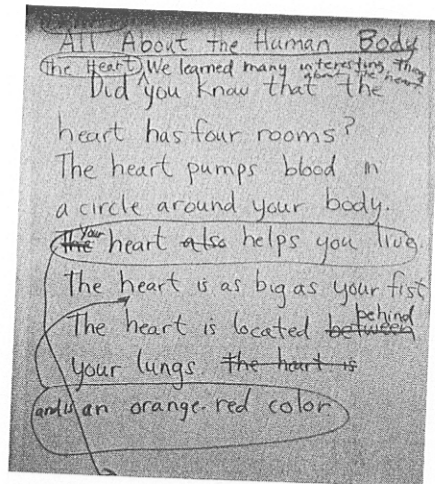 All About the Human Body
The Heart We learned many interesting things about the heart
Did you know that the
heart has four rooms?
The heart pumps blood in
a circle around your body.
the your heart also helps you live.
The heart is as big as your fist
The heart is located between behind
your lungs. the hart is
and is an orange-red color